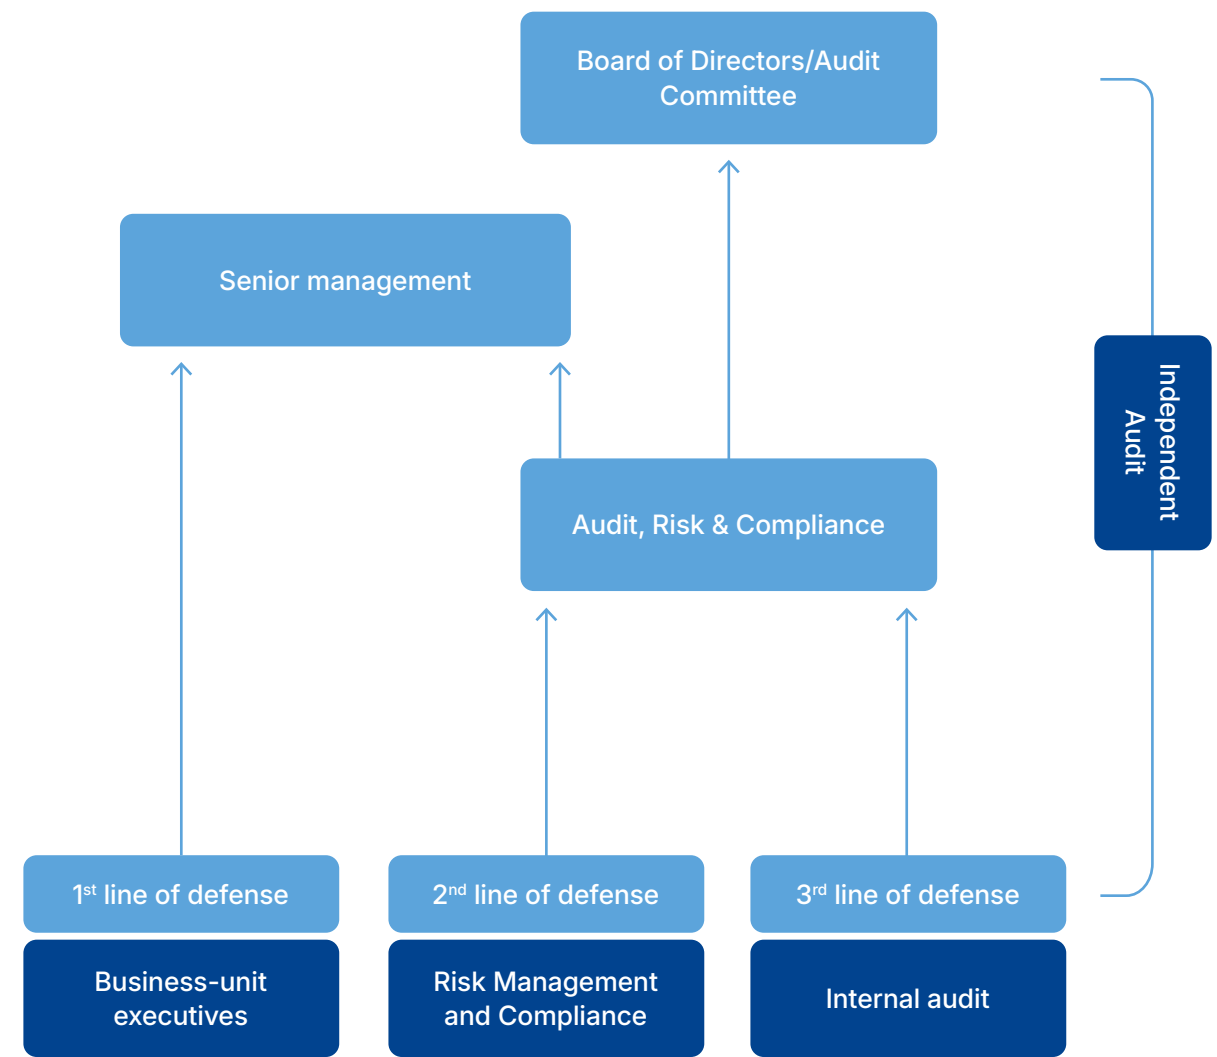 Board of Directors/Audit
Committee
Senior management
Independent
Audit
Audit, Risk & Compliance
1st line of defense
2nd line of defense
3rd line of defense
Business-unit
executives
Risk Management
and Compliance
Internal audit